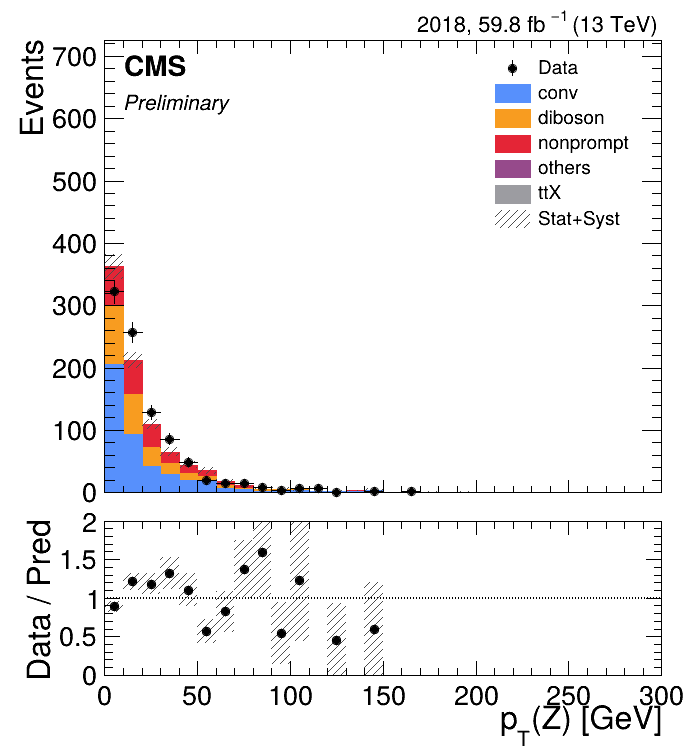 2018, 59.8 fb⁻¹ (13 TeV)
CMS
Preliminary
Events
700
600
500
400
300
200
100
0
Data
conv
diboson
nonprompt
others
ttX
Stat+Syst
Data / Pred
2
1.5
1
0.5
0
0 50 100 150 200 250 300
p_T(Z) [GeV]